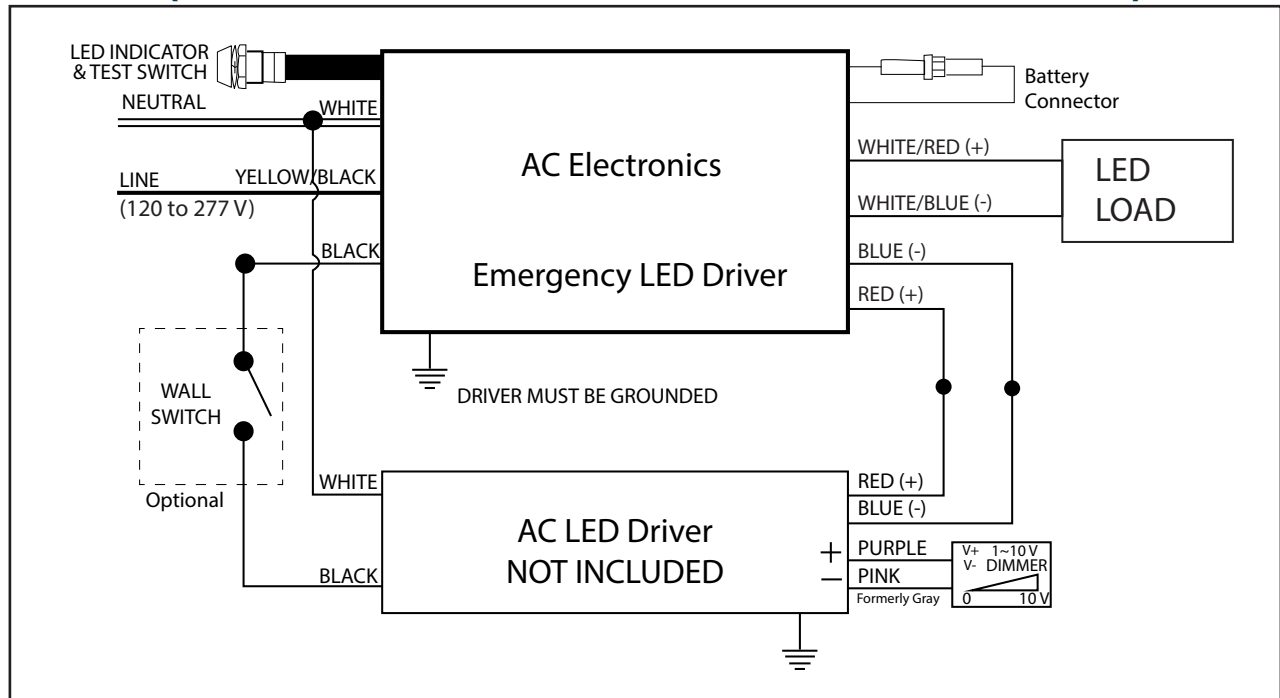 LED INDICATOR
& TEST SWITCH
NEUTRAL
WHITE
LINE
YELLOW/BLACK
(120 to 277 V)
BLACK
AC Electronics
Emergency LED Driver
Battery
Connector
WHITE/RED (+)
WHITE/BLUE (-)
LED
LOAD
BLUE (-)
RED (+)
WALL
SWITCH
Optional
DRIVER MUST BE GROUNDED
WHITE
BLACK
AC LED Driver
NOT INCLUDED
RED (+)
BLUE (-)
+ PURPLE
− PINK
Formerly Gray
V+ 1~10 V
V- DIMMER
0 10 V